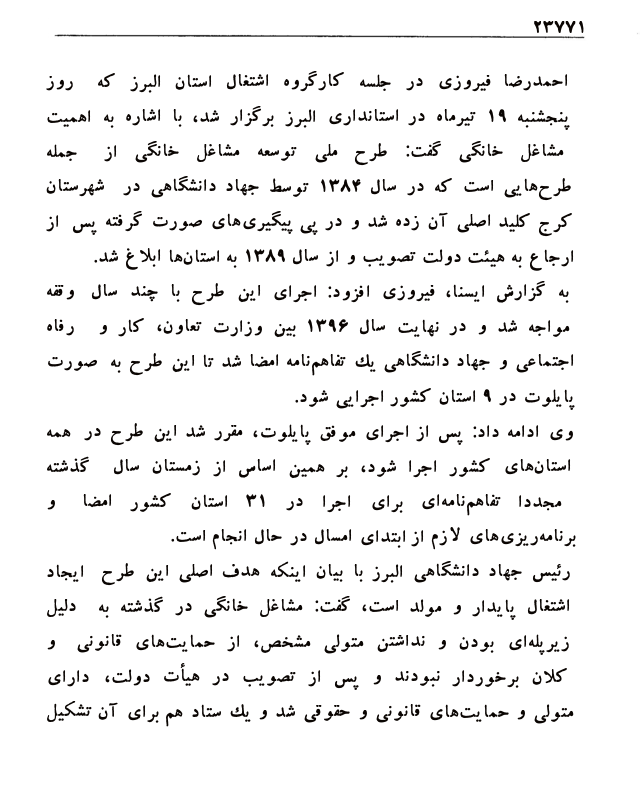 ۲۳۷۷۱
احمدرضا فیروزی در جلسه کارگروه اشتغال استان البرز که روز
پنجشنبه ۱۹ تیرماه در استانداری البرز برگزار شد، با اشاره به اهمیت
مشاغل خانگی گفت: طرح ملی توسعه مشاغل خانگی از جمله
طرح‌هایی است که در سال ۱۳۸۴ توسط جهاد دانشگاهی در شهرستان
کرج کلید اصلی آن زده شد و در پی پیگیری‌های صورت گرفته پس از
ارجاع به هیئت دولت تصویب و از سال ۱۳۸۹ به استان‌ها ابلاغ شد.
به گزارش ایسنا، فیروزی افزود: اجرای این طرح با چند سال وقفه
مواجه شد و در نهایت سال ۱۳۹۶ بین وزارت تعاون، کار و رفاه
اجتماعی و جهاد دانشگاهی یك تفاهم‌نامه امضا شد تا این طرح به صورت
پایلوت در ۹ استان کشور اجرایی شود.
وی ادامه داد: پس از اجرای موفق پایلوت، مقرر شد این طرح در همه
استان‌های کشور اجرا شود، بر همین اساس از زمستان سال گذشته
مجددا تفاهم‌نامه‌ای برای اجرا در ۳۱ استان کشور امضا و
برنامه‌ریزی‌های لازم از ابتدای امسال در حال انجام است.
رئیس جهاد دانشگاهی البرز با بیان اینکه هدف اصلی این طرح ایجاد
اشتغال پایدار و مولد است، گفت: مشاغل خانگی در گذشته به دلیل
زیرپله‌ای بودن و نداشتن متولی مشخص، از حمایت‌های قانونی و
کلان برخوردار نبودند و پس از تصویب در هیأت دولت، دارای
متولی و حمایت‌های قانونی و حقوقی شد و یك ستاد هم برای آن تشکیل